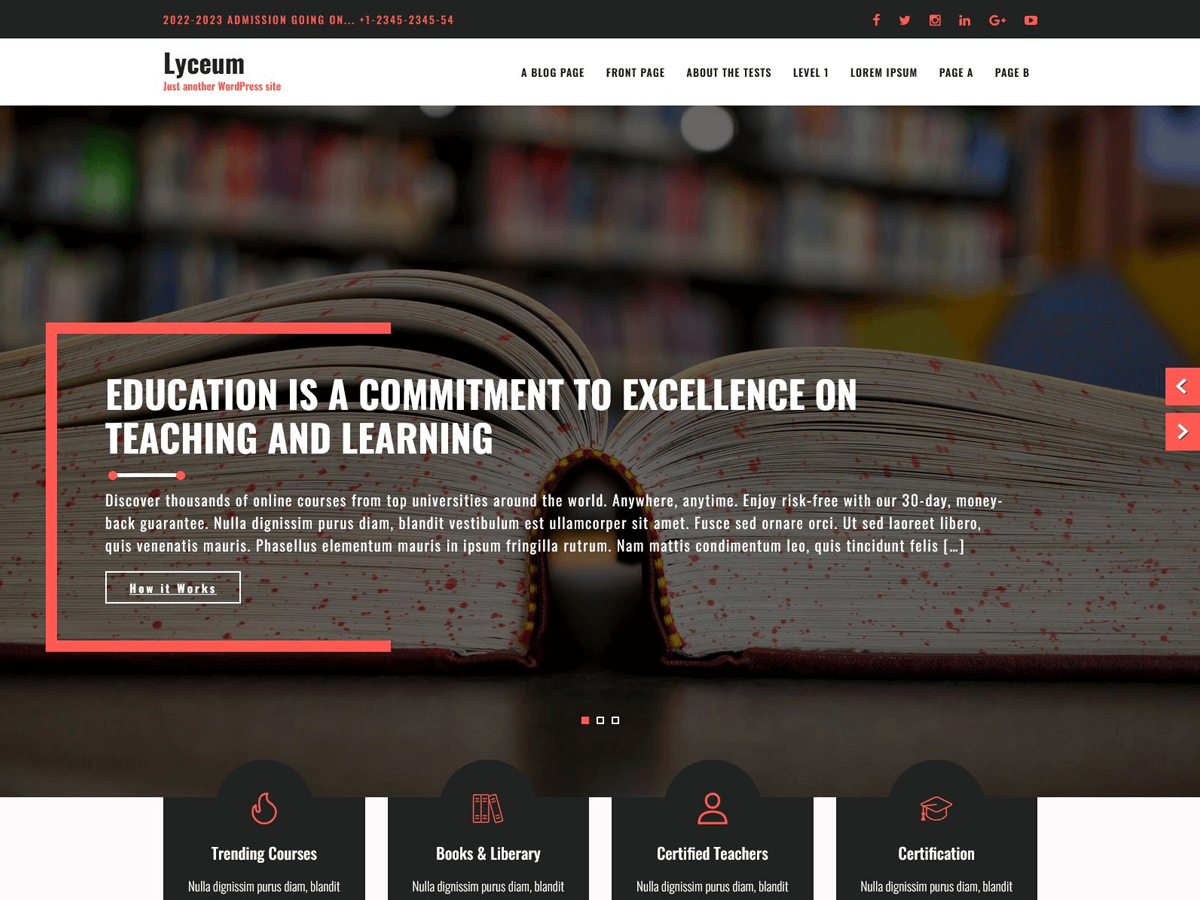 2022-2023 ADMISSION GOING ON... +1-2345-2345-54
Lyceum
Just another WordPress site
A BLOG PAGE FRONT PAGE ABOUT THE TESTS LEVEL 1 LOREM IPSUM PAGE A PAGE B
EDUCATION IS A COMMITMENT TO EXCELLENCE ON
TEACHING AND LEARNING
Discover thousands of online courses from top universities around the world. Anywhere, anytime. Enjoy risk-free with our 30-day, money-
back guarantee. Nulla dignissim purus diam, blandit vestibulum est ullamcorper sit amet. Fusce sed ornare orci. Ut sed laoreet libero,
quis venenatis mauris. Phasellus elementum mauris in ipsum fringilla rutrum. Nam mattis condimentum leo, quis tincidunt felis […]
How it Works
Trending Courses
Nulla dignissim purus diam, blandit
Books & Liberary
Nulla dignissim purus diam, blandit
Certified Teachers
Nulla dignissim purus diam, blandit
Certification
Nulla dignissim purus diam, blandit